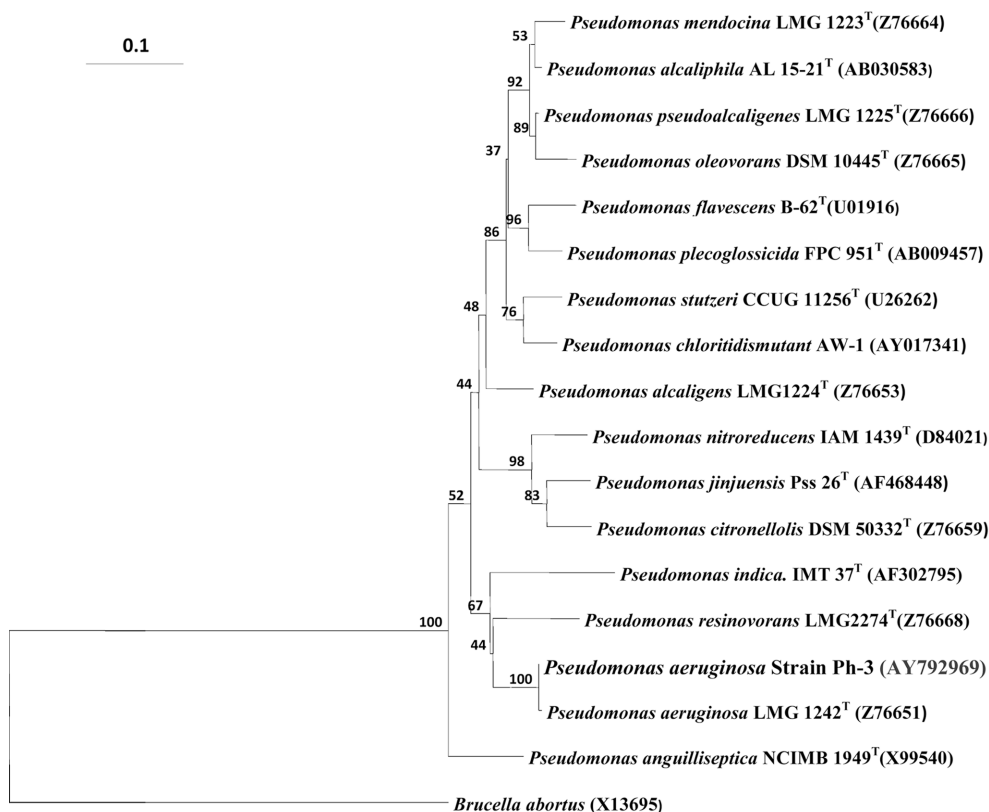 0.1
Pseudomonas mendocina LMG 1223T(Z76664)
53
Pseudomonas alcaliphila AL 15-21T (AB030583)
92
Pseudomonas pseudoalcaligenes LMG 1225T(Z76666)
89
37
Pseudomonas oleovorans DSM 10445T (Z76665)
Pseudomonas flavescens B-62T(U01916)
96
86
Pseudomonas plecoglossicida FPC 951T (AB009457)
Pseudomonas stutzeri CCUG 11256T (U26262)
48
76
Pseudomonas chloritidismutant AW-1 (AY017341)
44
Pseudomonas alcaligens LMG1224T (Z76653)
Pseudomonas nitroreducens IAM 1439T (D84021)
98
Pseudomonas jinjuensis Pss 26T (AF468448)
52
83
Pseudomonas citronellolis DSM 50332T (Z76659)
Pseudomonas indica. IMT 37T (AF302795)
67
100
Pseudomonas resinovorans LMG2274T(Z76668)
44
Pseudomonas aeruginosa Strain Ph-3 (AY792969)
100
Pseudomonas aeruginosa LMG 1242T (Z76651)
Pseudomonas anguilliseptica NCIMB 1949T(X99540)
Brucella abortus (X13695)